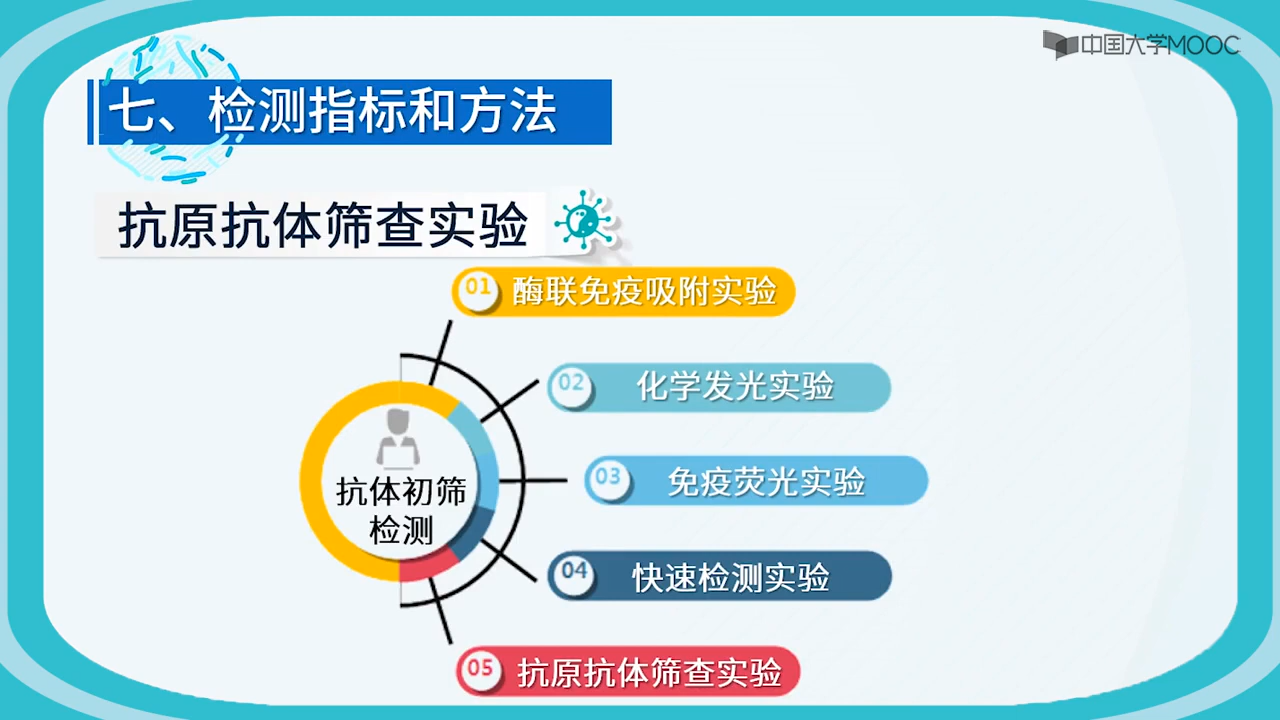 中国大学MOOC
七、检测指标和方法
抗原抗体筛查实验
01 酶联免疫吸附实验
02 化学发光实验
03 免疫荧光实验
抗体初筛
检测
04 快速检测实验
05 抗原抗体筛查实验